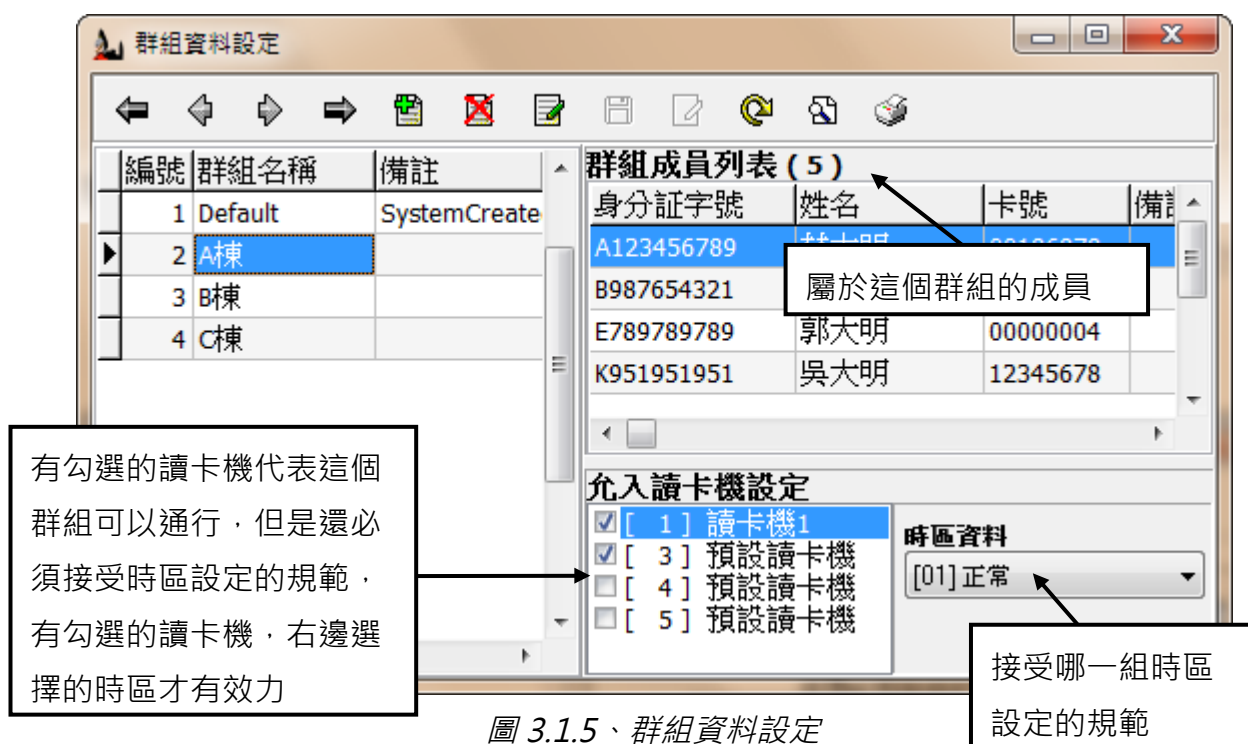 群組資料設定
編號 群組名稱 備註
1 Default SystemCreate
2 A棟
3 B棟
4 C棟
群組成員列表 ( 5 )
身分証字號 姓名 卡號
A123456789
B987654321
E789789789 郭大明 00000004
K951951951 吳大明 12345678
屬於這個群組的成員
有勾選的讀卡機代表這個
群組可以通行，但是還必
須接受時區設定的規範，
有勾選的讀卡機，右邊選
擇的時區才有效力
允入讀卡機設定
[ 1 ] 讀卡機1
[ 3 ] 預設讀卡機
[ 4 ] 預設讀卡機
[ 5 ] 預設讀卡機
時區資料
[01] 正常
接受哪一組時區
設定的規範
圖 3.1.5、群組資料設定